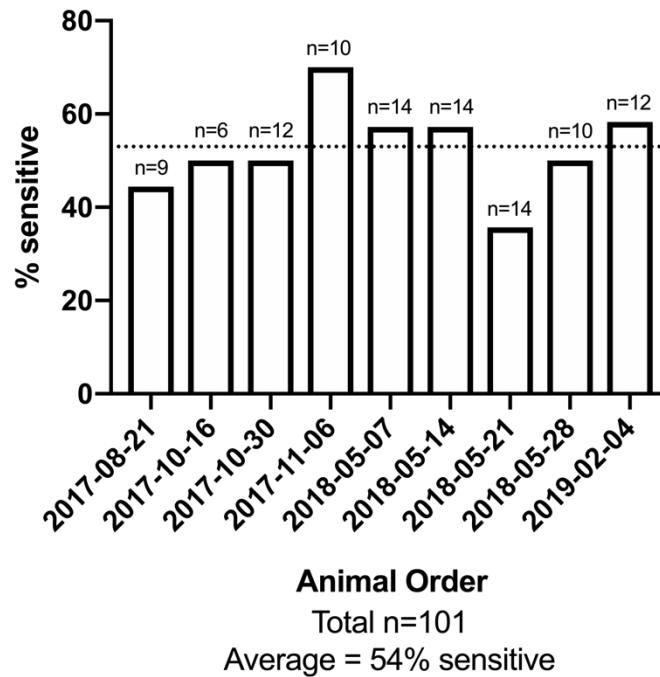 % sensitive
80
60
40
20
0
n=9
n=6
n=12
n=10
n=14
n=14
n=14
n=10
n=12
2017-08-21
2017-10-16
2017-10-30
2017-11-06
2018-05-07
2018-05-14
2018-05-21
2018-05-28
2019-02-04
Animal Order
Total n=101
Average = 54% sensitive